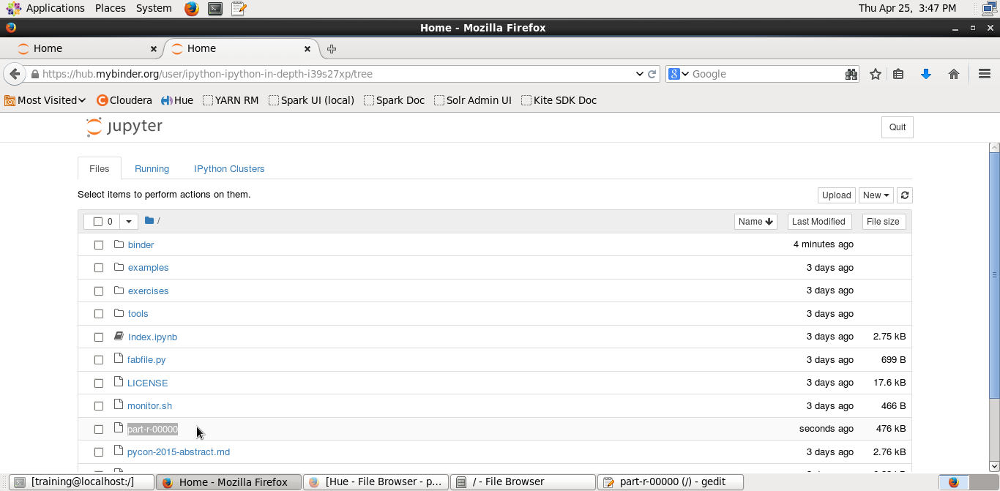 Applications Places System Thu Apr 25, 3:47 PM
Home - Mozilla Firefox
Home Home
https://hub.mybinder.org/user/ipython-ipython-in-depth-i39s27xp/tree Google
Most Visited Cloudera Hue YARN RM Spark UI (local) Spark Doc Solr Admin UI Kite SDK Doc
jupyter Quit
Files Running IPython Clusters
Select items to perform actions on them. Upload New
0 / Name Last Modified File size
binder 4 minutes ago
examples 3 days ago
exercises 3 days ago
tools 3 days ago
Index.ipynb 3 days ago 2.75 kB
fabfile.py 3 days ago 699 B
LICENSE 3 days ago 17.6 kB
monitor.sh 3 days ago 466 B
part-r-00000 seconds ago 476 kB
pycon-2015-abstract.md 3 days ago 2.76 kB
[training@localhost:/] Home - Mozilla Firefox [Hue - File Browser - p... / - File Browser part-r-00000 (/) - gedit